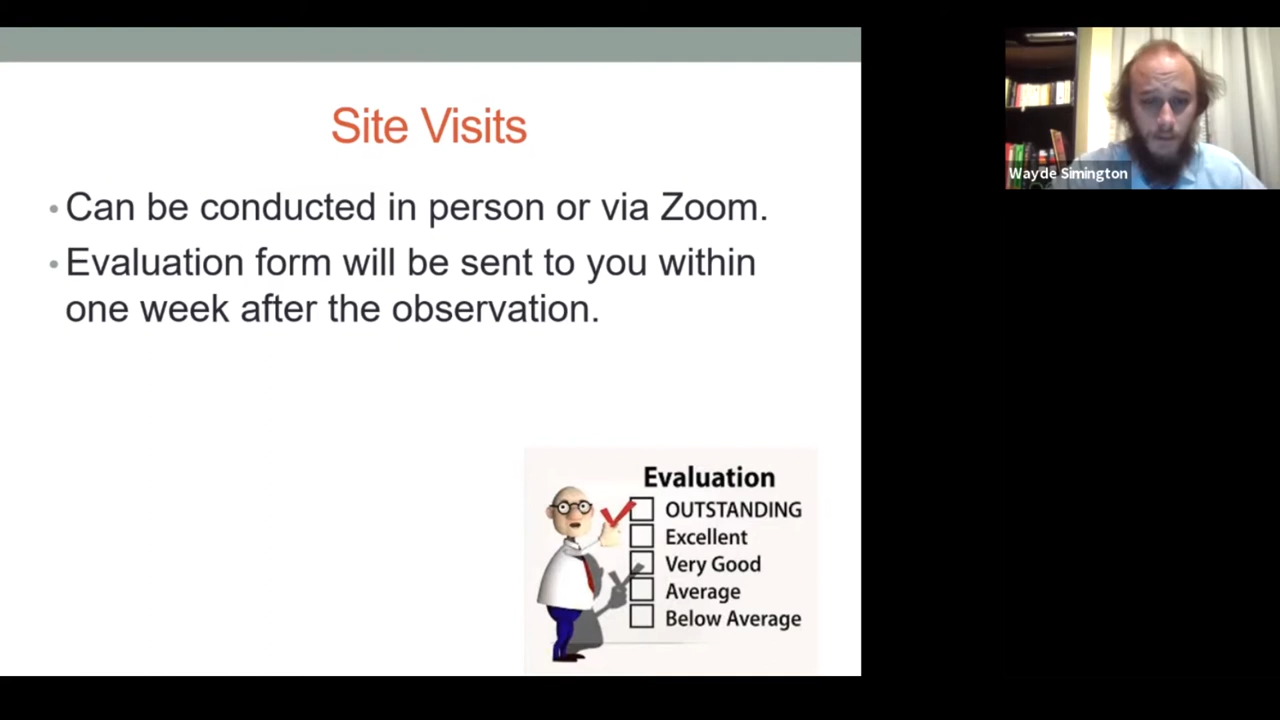 Site Visits
• Can be conducted in person or via Zoom.
• Evaluation form will be sent to you within
one week after the observation.
Evaluation
OUTSTANDING
Excellent
Very Good
Average
Below Average
Wayde Simington